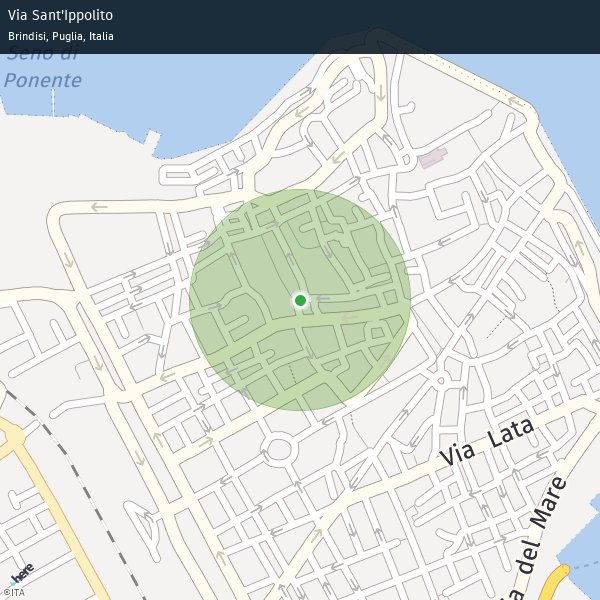 Via Sant'Ippolito
Brindisi, Puglia, Italia
Seno di
Ponente
Via Lata
a del Mare
here
©ITA